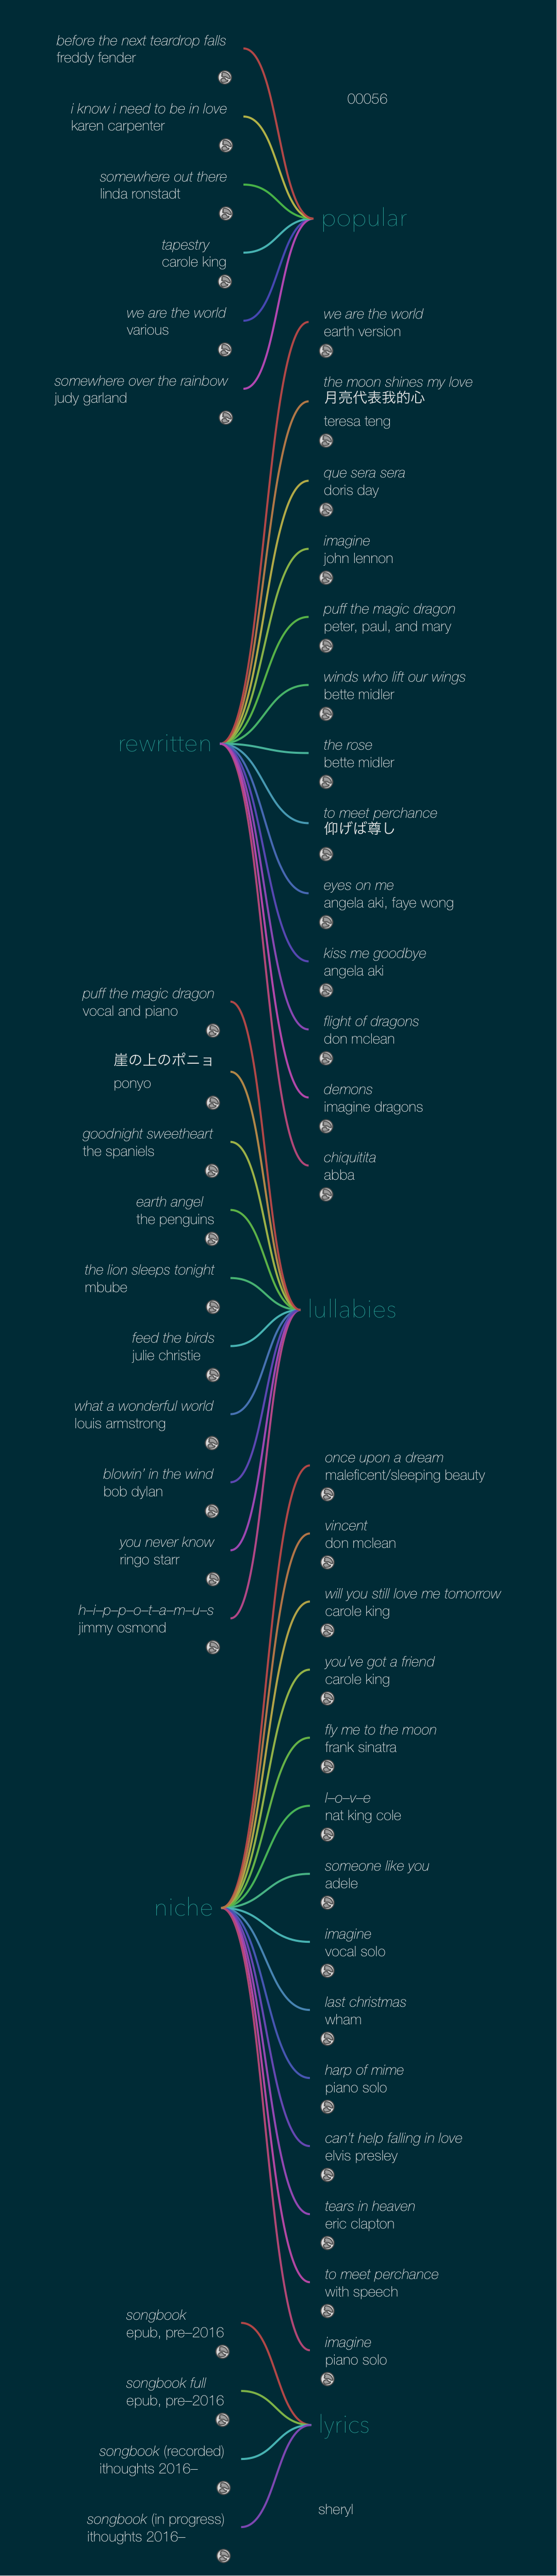 before the next teardrop falls
freddy fender
00056
i know i need to be in love
karen carpenter
somewhere out there
linda ronstadt
popular
tapestry
carole king
we are the world
various
somewhere over the rainbow
judy garland
we are the world
earth version
the moon shines my love
月亮代表我的心
teresa teng
que sera sera
doris day
imagine
john lennon
puff the magic dragon
peter, paul, and mary
winds who lift our wings
bette midler
rewritten
the rose
bette midler
to meet perchance
仰げば尊し
eyes on me
angela aki, faye wong
kiss me goodbye
angela aki
flight of dragons
don mclean
demons
imagine dragons
chiquitita
abba
puff the magic dragon
vocal and piano
崖の上のポニョ
ponyo
goodnight sweetheart
the spaniels
earth angel
the penguins
the lion sleeps tonight
mbube
lullabies
feed the birds
julie christie
what a wonderful world
louis armstrong
blowin' in the wind
bob dylan
you never know
ringo starr
h–i–p–p–o–t–a–m–u–s
jimmy osmond
once upon a dream
maleficent/sleeping beauty
vincent
don mclean
will you still love me tomorrow
carole king
you've got a friend
carole king
fly me to the moon
frank sinatra
l–o–v–e
nat king cole
someone like you
adele
niche
imagine
vocal solo
last christmas
wham
harp of mime
piano solo
can't help falling in love
elvis presley
tears in heaven
eric clapton
to meet perchance
with speech
imagine
piano solo
songbook
epub, pre–2016
songbook full
epub, pre–2016
lyrics
songbook (recorded)
ithoughts 2016–
songbook (in progress)
ithoughts 2016–
sheryl